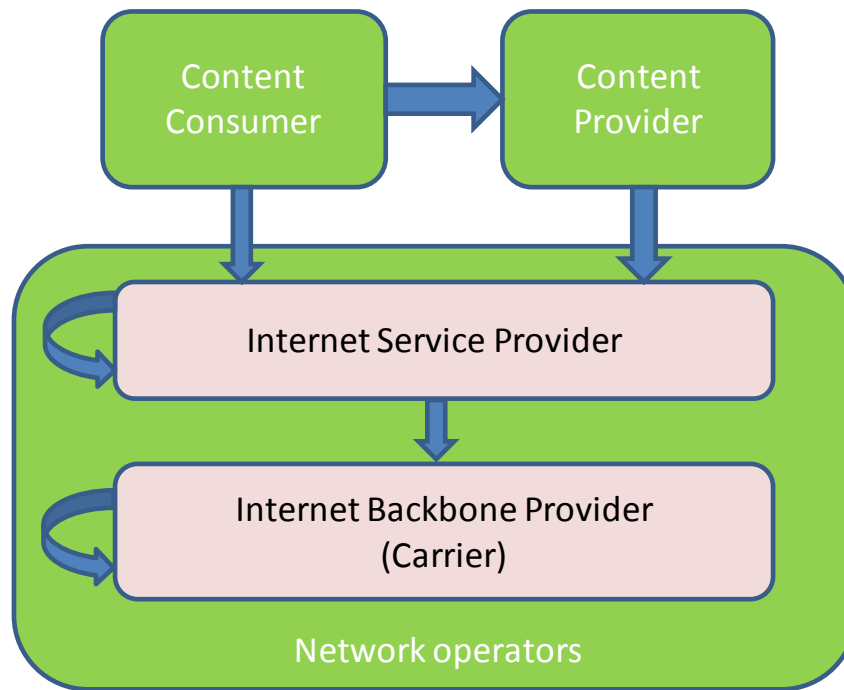 Content
Consumer
Content
Provider
Internet Service Provider
Internet Backbone Provider
(Carrier)
Network operators